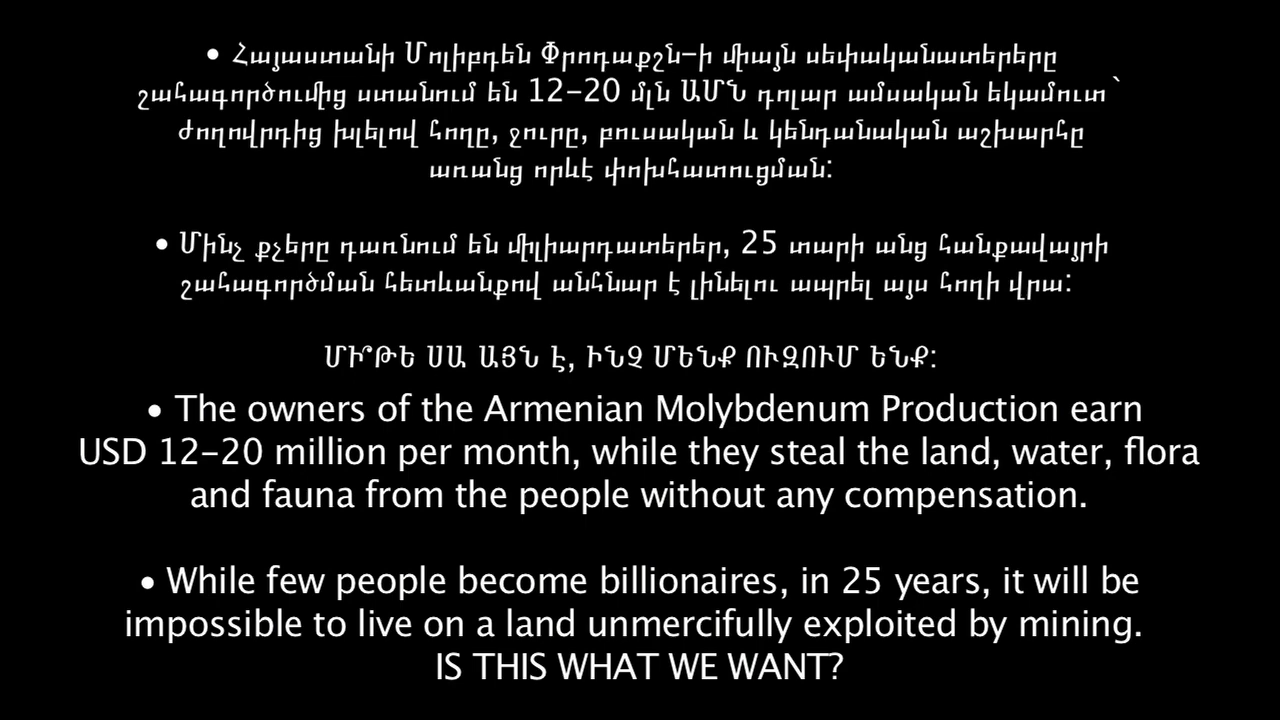 • Հայաստանի Մոլիբդեն Փրոդաքշն-ի միայն սեփականատերերը
շահագործումից ստանում են 12-20 մլն ԱՄՆ դոլար ամսական եկամուտ՝
ժողովրդից խլելով հողը, ջուրը, բուսական և կենդանական աշխարհը
առանց որևէ փոխհատուցման:
• Մինչ քչերը դառնում են միլիարդատերեր, 25 տարի անց հանքավայրի
շահագործման հետևանքով անհնար է լինելու ապրել այս հողի վրա:
ՄԻ՞ԹԵ ՍԱ ԱՅՆ Է, ԻՆՉ ՄԵՆՔ ՈՒԶՈՒՄ ԵՆՔ:
• The owners of the Armenian Molybdenum Production earn
USD 12-20 million per month, while they steal the land, water, flora
and fauna from the people without any compensation.
• While few people become billionaires, in 25 years, it will be
impossible to live on a land unmercifully exploited by mining.
IS THIS WHAT WE WANT?